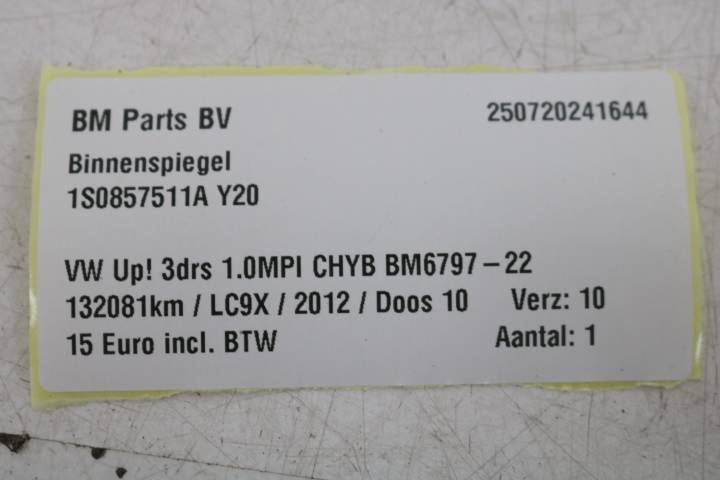 BM Parts BV 250720241644
Binnenspiegel
1S0857511A Y20
VW Up! 3drs 1.0MPI CHYB BM6797-22
132081km / LC9X / 2012 / Doos 10 Verz: 10
15 Euro incl. BTW Aantal: 1